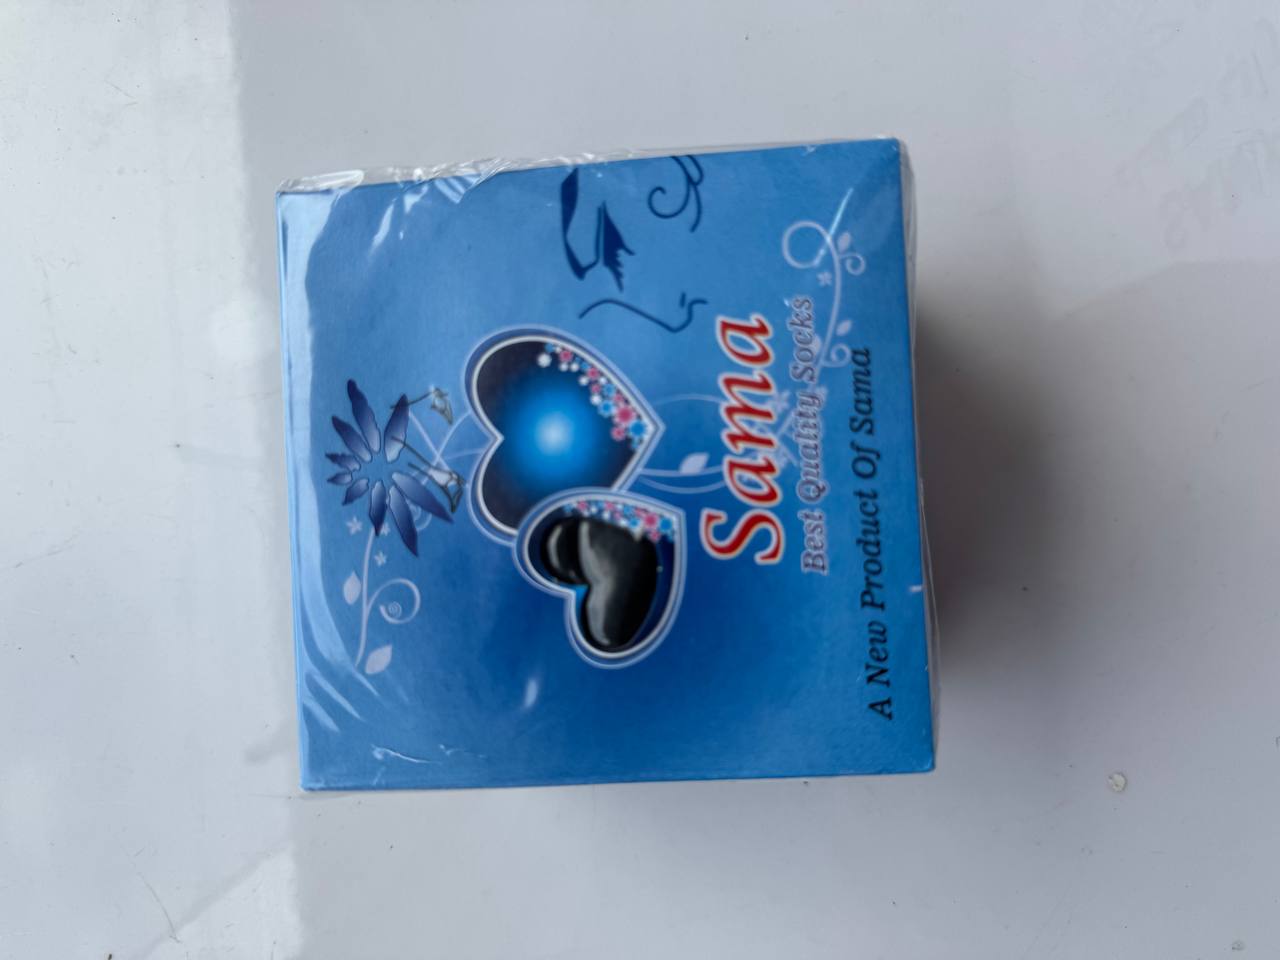 Sama
Best Quality Socks
A New Product Of Sama